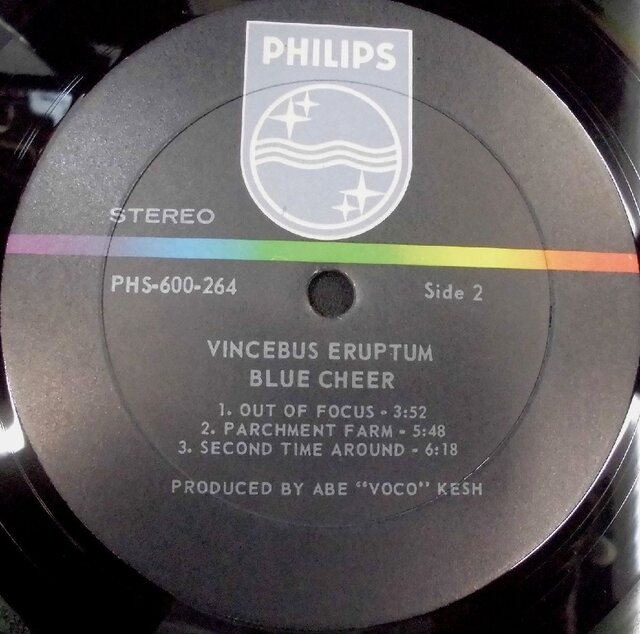 PHILIPS
STEREO
PHS-600-264
Side 2
VINCEBUS ERUPTUM
BLUE CHEER
1. OUT OF FOCUS - 3:52
2. PARCHMENT FARM - 5:48
3. SECOND TIME AROUND - 6:18
PRODUCED BY ABE "VOCO" KESH